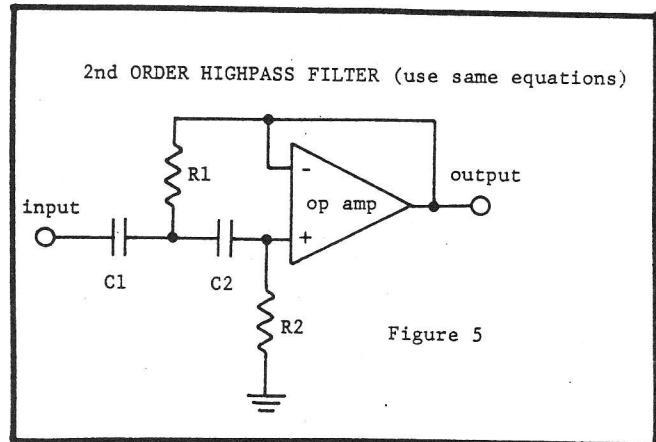 2nd ORDER HIGHPASS FILTER (use same equations)
R1
-
output
input
op amp
+
C1
C2
R2
Figure 5